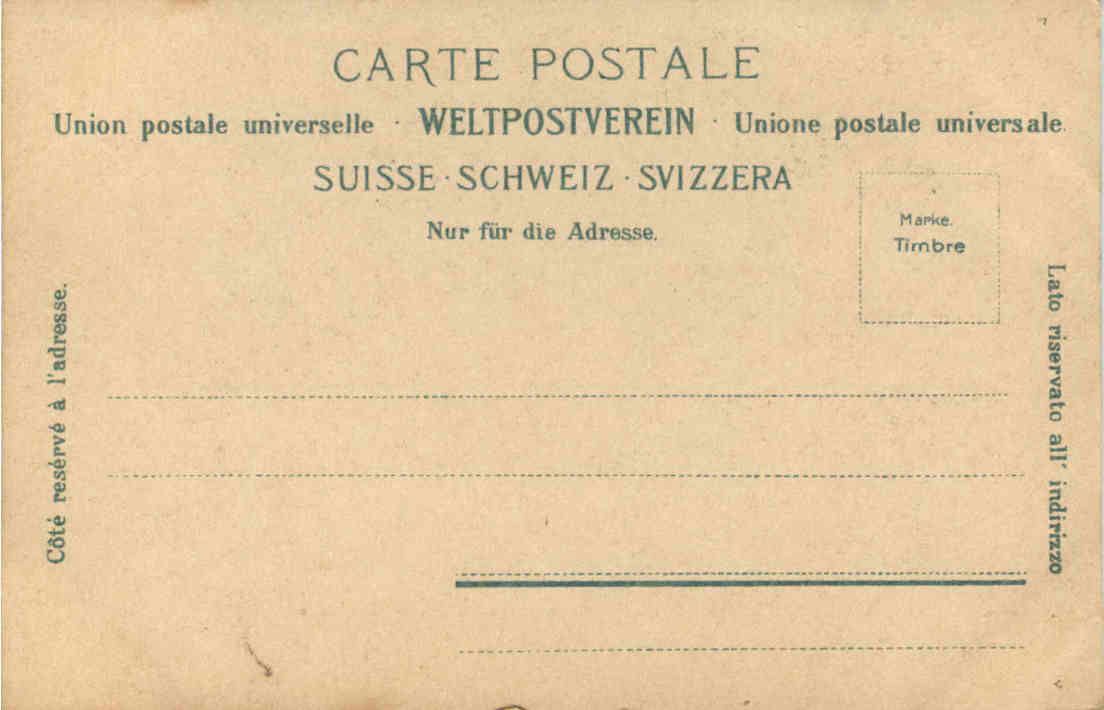 CARTE POSTALE
Union postale universelle · WELTPOSTVEREIN · Unione postale universale.
SUISSE · SCHWEIZ · SVIZZERA
Nur für die Adresse.
Marke.
Timbre
Côté resérvé à l'adresse.
Lato riservato all' indirizzo